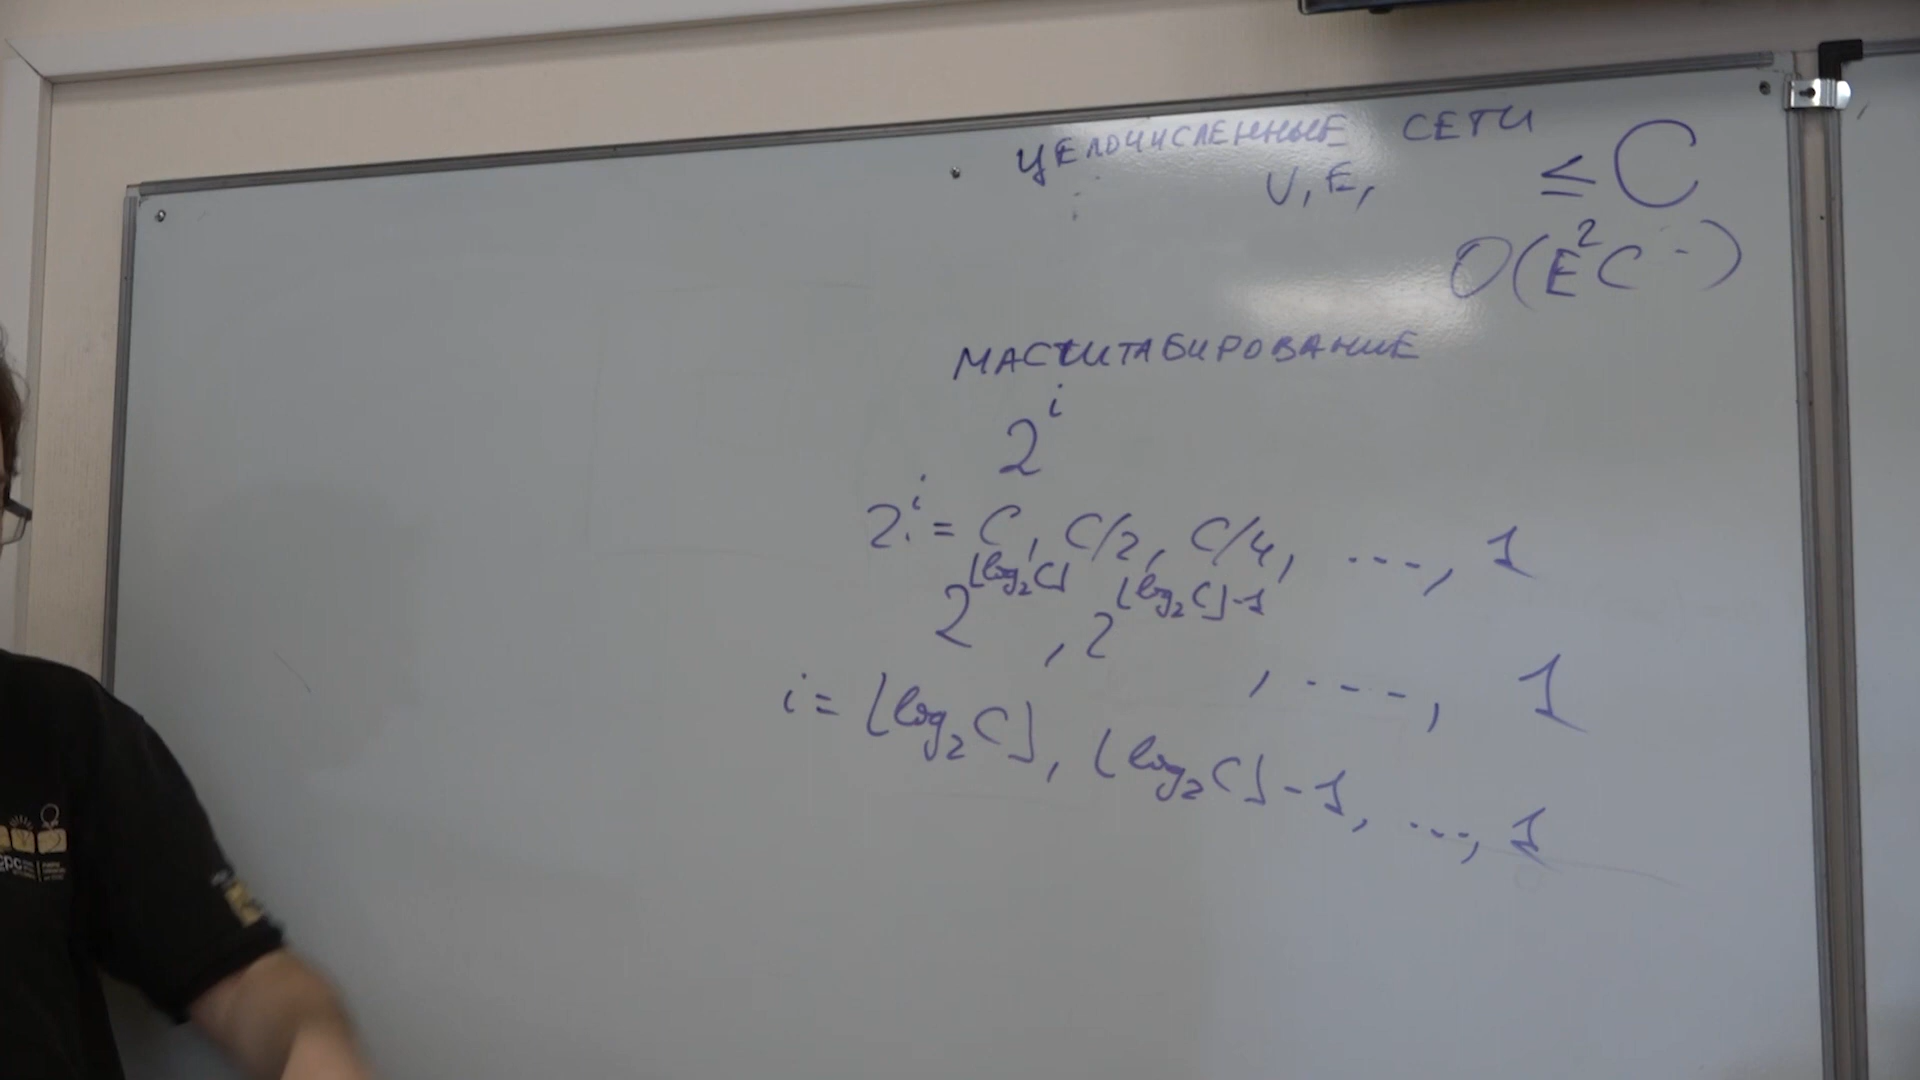 ЦЕЛОЧИСЛЕННЫЕ СЕТИ
V, E, ≤ C
O(E²C -)
МАСШТАБИРОВАНИЕ
2^i
2^i = C, C/2, C/4, ..., 1
2^⌊log₂C⌋, 2^⌊log₂C⌋-1, ..., 1
i = ⌊log₂C⌋, ⌊log₂C⌋-1, ..., 1